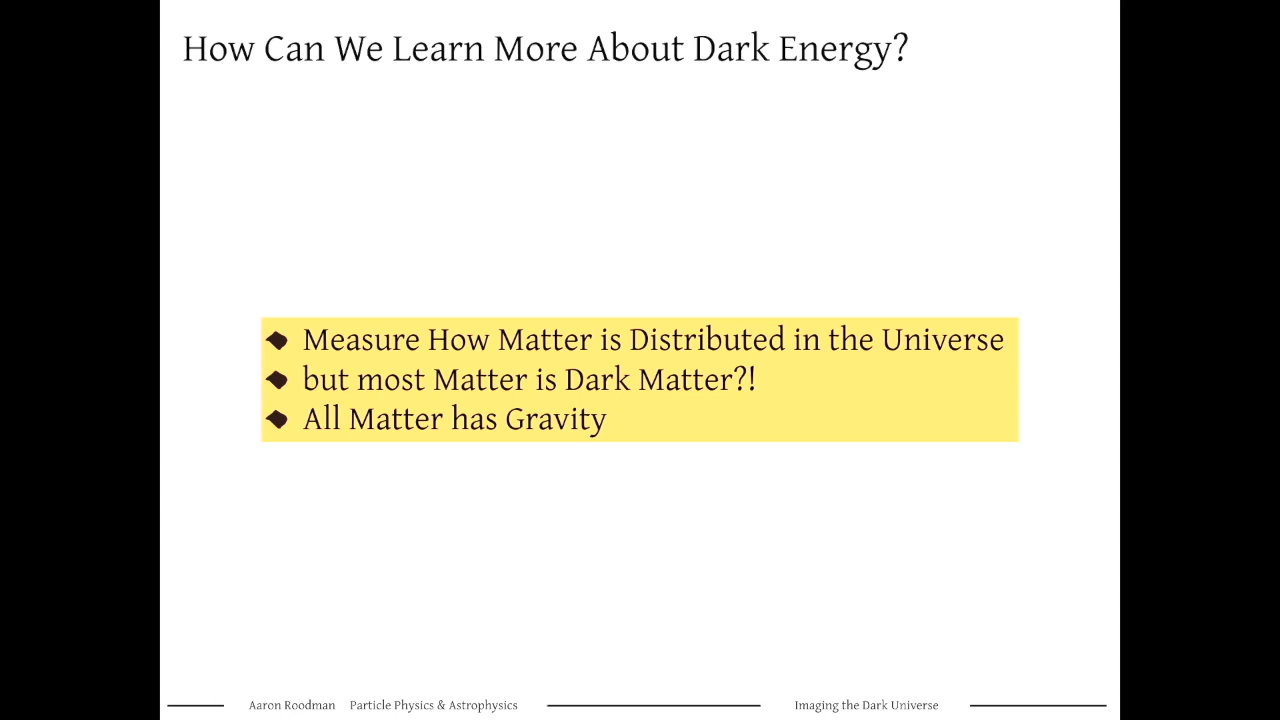 How Can We Learn More About Dark Energy?
Measure How Matter is Distributed in the Universe
but most Matter is Dark Matter?!
All Matter has Gravity
Aaron Roodman Particle Physics & Astrophysics Imaging the Dark Universe